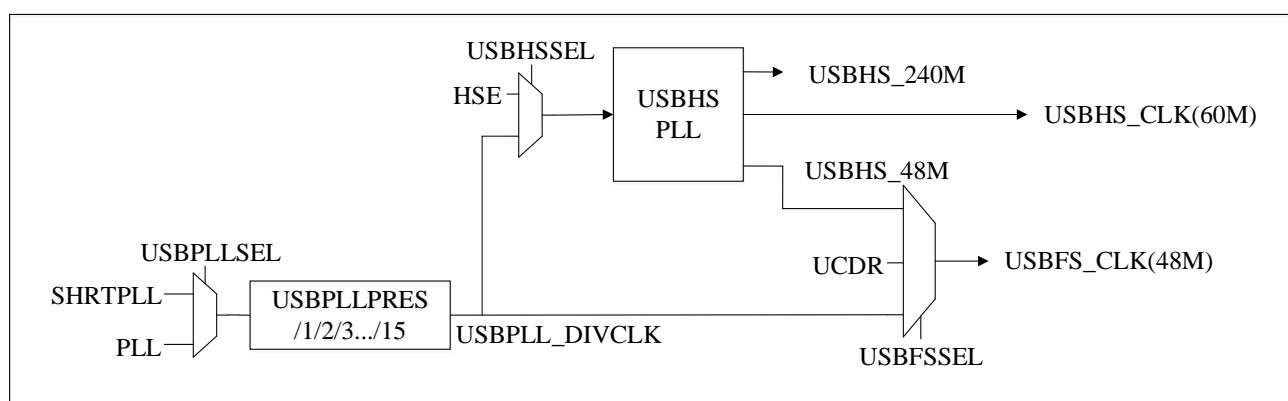 USBHSSEL
HSE
USBHS
PLL
USBHS_240M
USBHS_CLK(60M)
USBHS_48M
USBPLLSEL
SHRTPLL
PLL
USBPLLPRES
/1/2/3.../15
USBPLL_DIVCLK
UCDR
USBFS_CLK(48M)
USBFSSEL